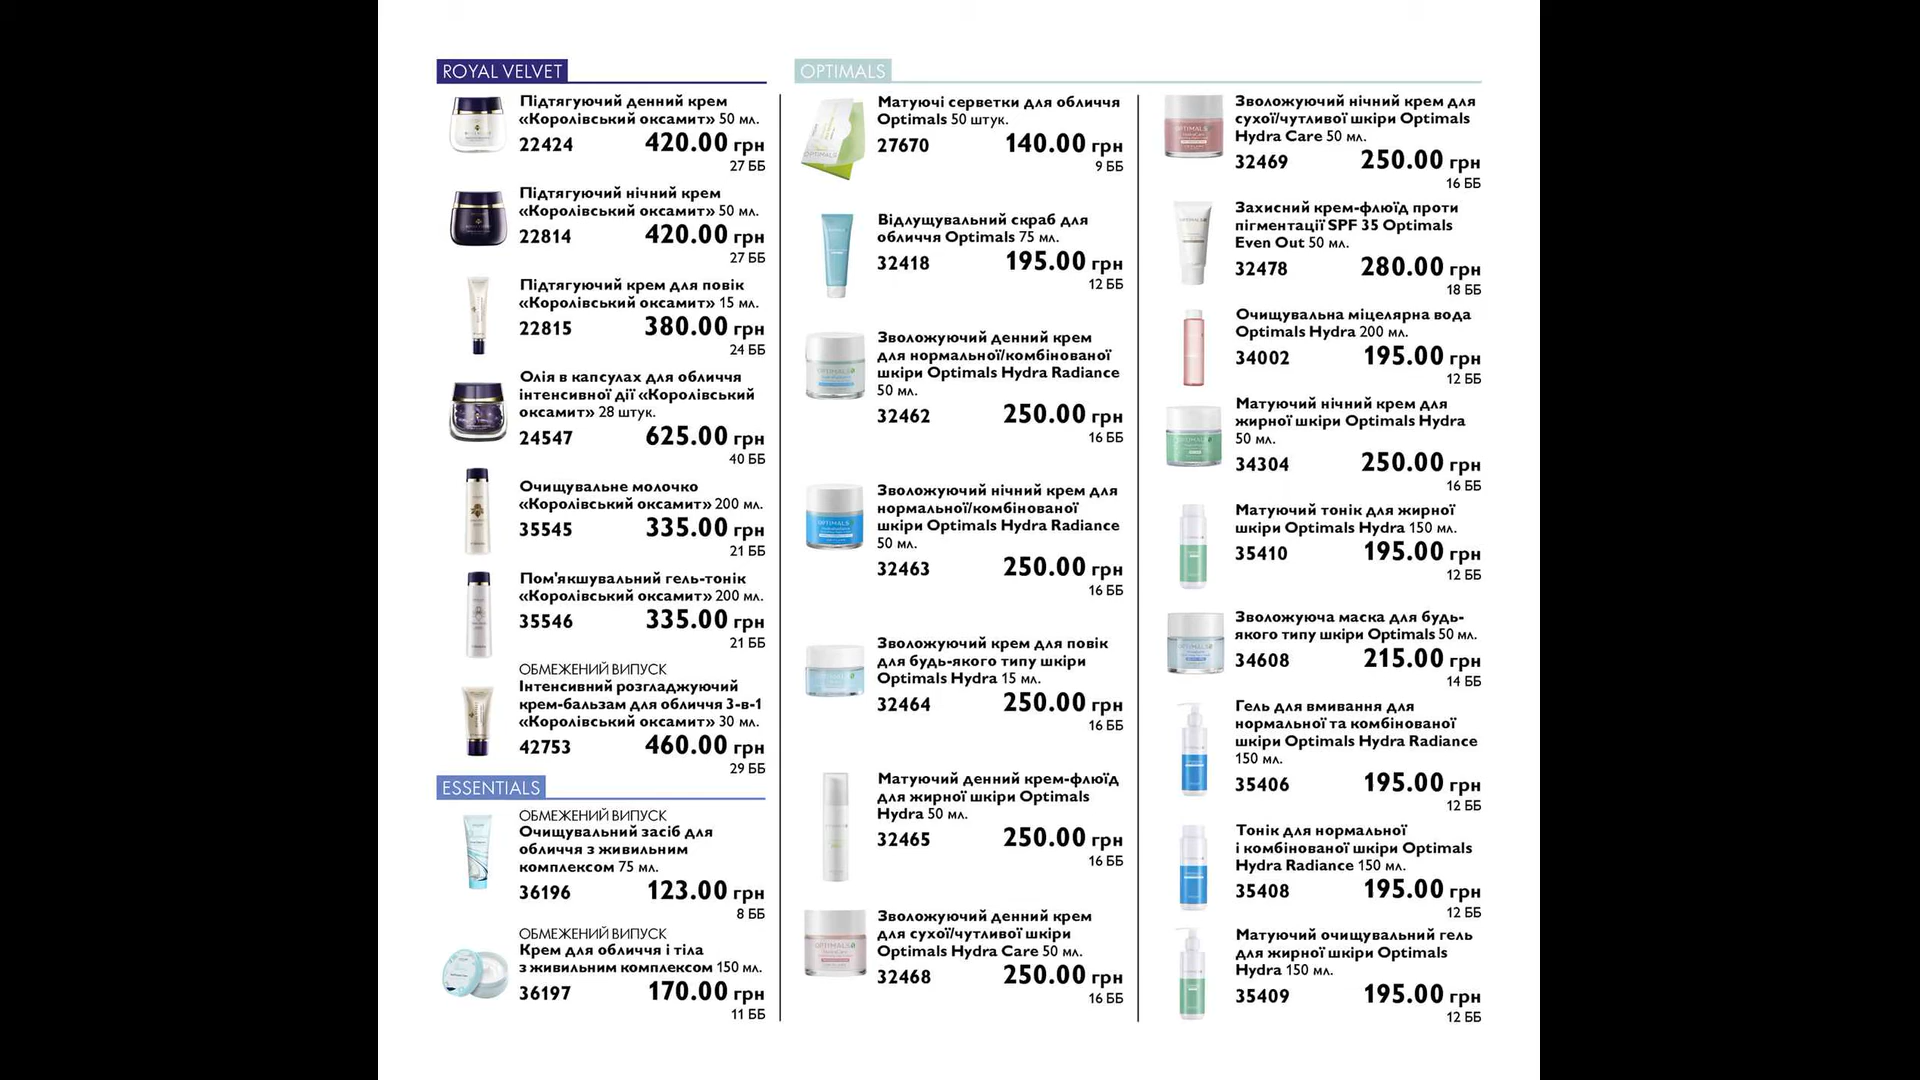 ROYAL VELVET
Підтягуючий денний крем
«Королівський оксамит» 50 мл.
22424 420.00 грн
27 ББ
Підтягуючий нічний крем
«Королівський оксамит» 50 мл.
22814 420.00 грн
27 ББ
Підтягуючий крем для повік
«Королівський оксамит» 15 мл.
22815 380.00 грн
24 ББ
Олія в капсулах для обличчя
інтенсивної дії «Королівський
оксамит» 28 штук.
24547 625.00 грн
40 ББ
Очищувальне молочко
«Королівський оксамит» 200 мл.
35545 335.00 грн
21 ББ
Пом'якшувальний гель-тонік
«Королівський оксамит» 200 мл.
35546 335.00 грн
21 ББ
ОБМЕЖЕНИЙ ВИПУСК
Інтенсивний розгладжуючий
крем-бальзам для обличчя 3-в-1
«Королівський оксамит» 30 мл.
42753 460.00 грн
29 ББ
ESSENTIALS
ОБМЕЖЕНИЙ ВИПУСК
Очищувальний засіб для
обличчя з живильним
комплексом 75 мл.
36196 123.00 грн
8 ББ
ОБМЕЖЕНИЙ ВИПУСК
Крем для обличчя і тіла
з живильним комплексом 150 мл.
36197 170.00 грн
11 ББ
OPTIMALS
Матуючі серветки для обличчя
Optimals 50 штук.
27670 140.00 грн
9 ББ
Відлущувальний скраб для
обличчя Optimals 75 мл.
32418 195.00 грн
12 ББ
Зволожуючий денний крем
для нормальної/комбінованої
шкіри Optimals Hydra Radiance
50 мл.
32462 250.00 грн
16 ББ
Зволожуючий нічний крем для
нормальної/комбінованої
шкіри Optimals Hydra Radiance
50 мл.
32463 250.00 грн
16 ББ
Зволожуючий крем для повік
для будь-якого типу шкіри
Optimals Hydra 15 мл.
32464 250.00 грн
16 ББ
Матуючий денний крем-флюїд
для жирної шкіри Optimals
Hydra 50 мл.
32465 250.00 грн
16 ББ
Зволожуючий денний крем
для сухої/чутливої шкіри
Optimals Hydra Care 50 мл.
32468 250.00 грн
16 ББ
Зволожуючий нічний крем для
сухої/чутливої шкіри Optimals
Hydra Care 50 мл.
32469 250.00 грн
16 ББ
Захисний крем-флюїд проти
пігментації SPF 35 Optimals
Even Out 50 мл.
32478 280.00 грн
18 ББ
Очищувальна міцелярна вода
Optimals Hydra 200 мл.
34002 195.00 грн
12 ББ
Матуючий нічний крем для
жирної шкіри Optimals Hydra
50 мл.
34304 250.00 грн
16 ББ
Матуючий тонік для жирної
шкіри Optimals Hydra 150 мл.
35410 195.00 грн
12 ББ
Зволожуюча маска для будь-
якого типу шкіри Optimals 50 мл.
34608 215.00 грн
14 ББ
Гель для вмивання для
нормальної та комбінованої
шкіри Optimals Hydra Radiance
150 мл.
35406 195.00 грн
12 ББ
Тонік для нормальної
і комбінованої шкіри Optimals
Hydra Radiance 150 мл.
35408 195.00 грн
12 ББ
Матуючий очищувальний гель
для жирної шкіри Optimals
Hydra 150 мл.
35409 195.00 грн
12 ББ